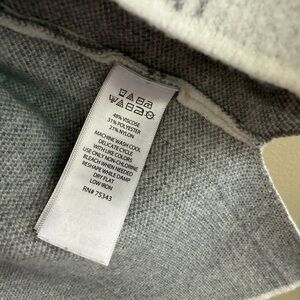 48% VISCOSE
31% POLYESTER
21% NYLON
MACHINE WASH COOL
DELICATE CYCLE
WITH LIKE COLORS
USE ONLY NON-CHLORINE
BLEACH WHEN NEEDED
RESHAPE WHILE DAMP
DRY FLAT
LOW IRON
RN# 75343